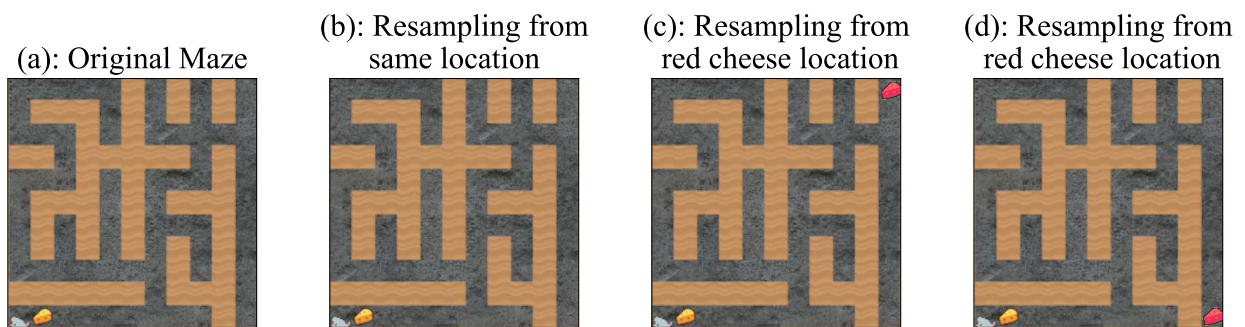 (a): Original Maze
(b): Resampling from
same location
(c): Resampling from
red cheese location
(d): Resampling from
red cheese location